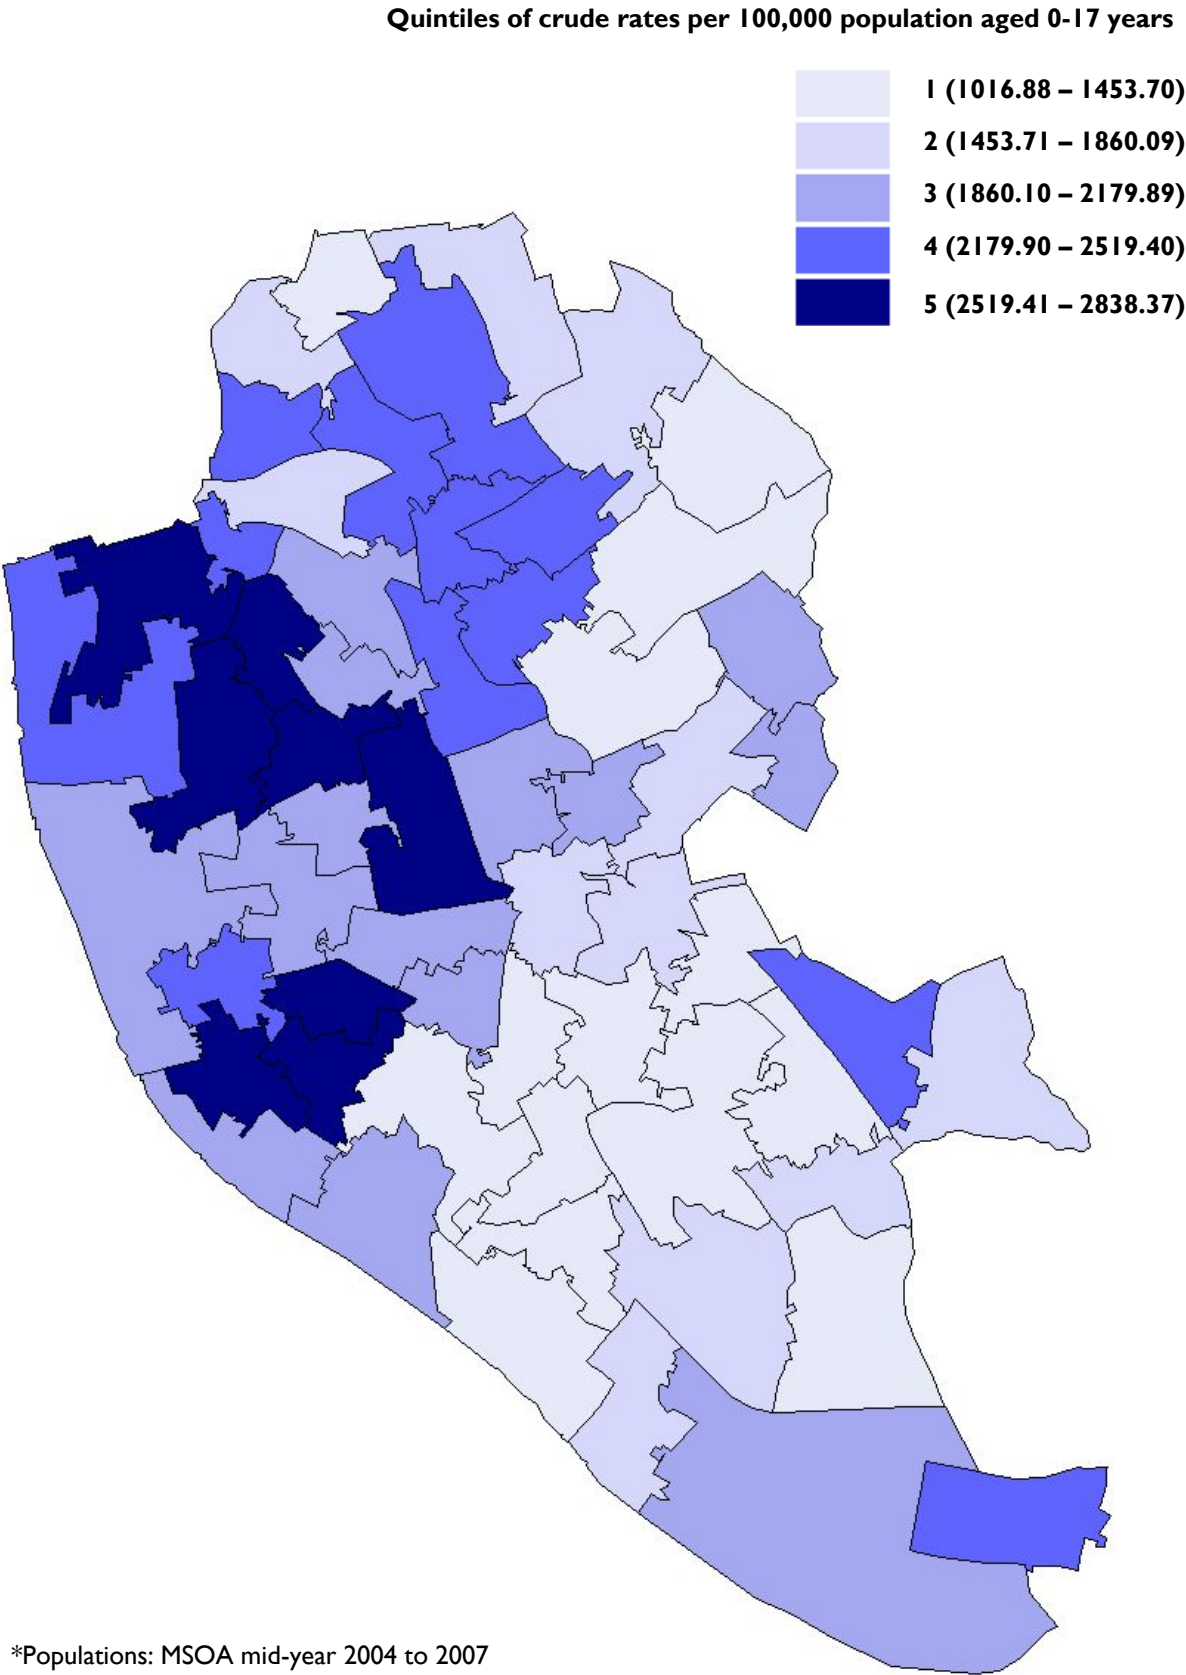 Quintiles of crude rates per 100,000 population aged 0-17 years
1 (1016.88 – 1453.70)
2 (1453.71 – 1860.09)
3 (1860.10 – 2179.89)
4 (2179.90 – 2519.40)
5 (2519.41 – 2838.37)
*Populations: MSOA mid-year 2004 to 2007